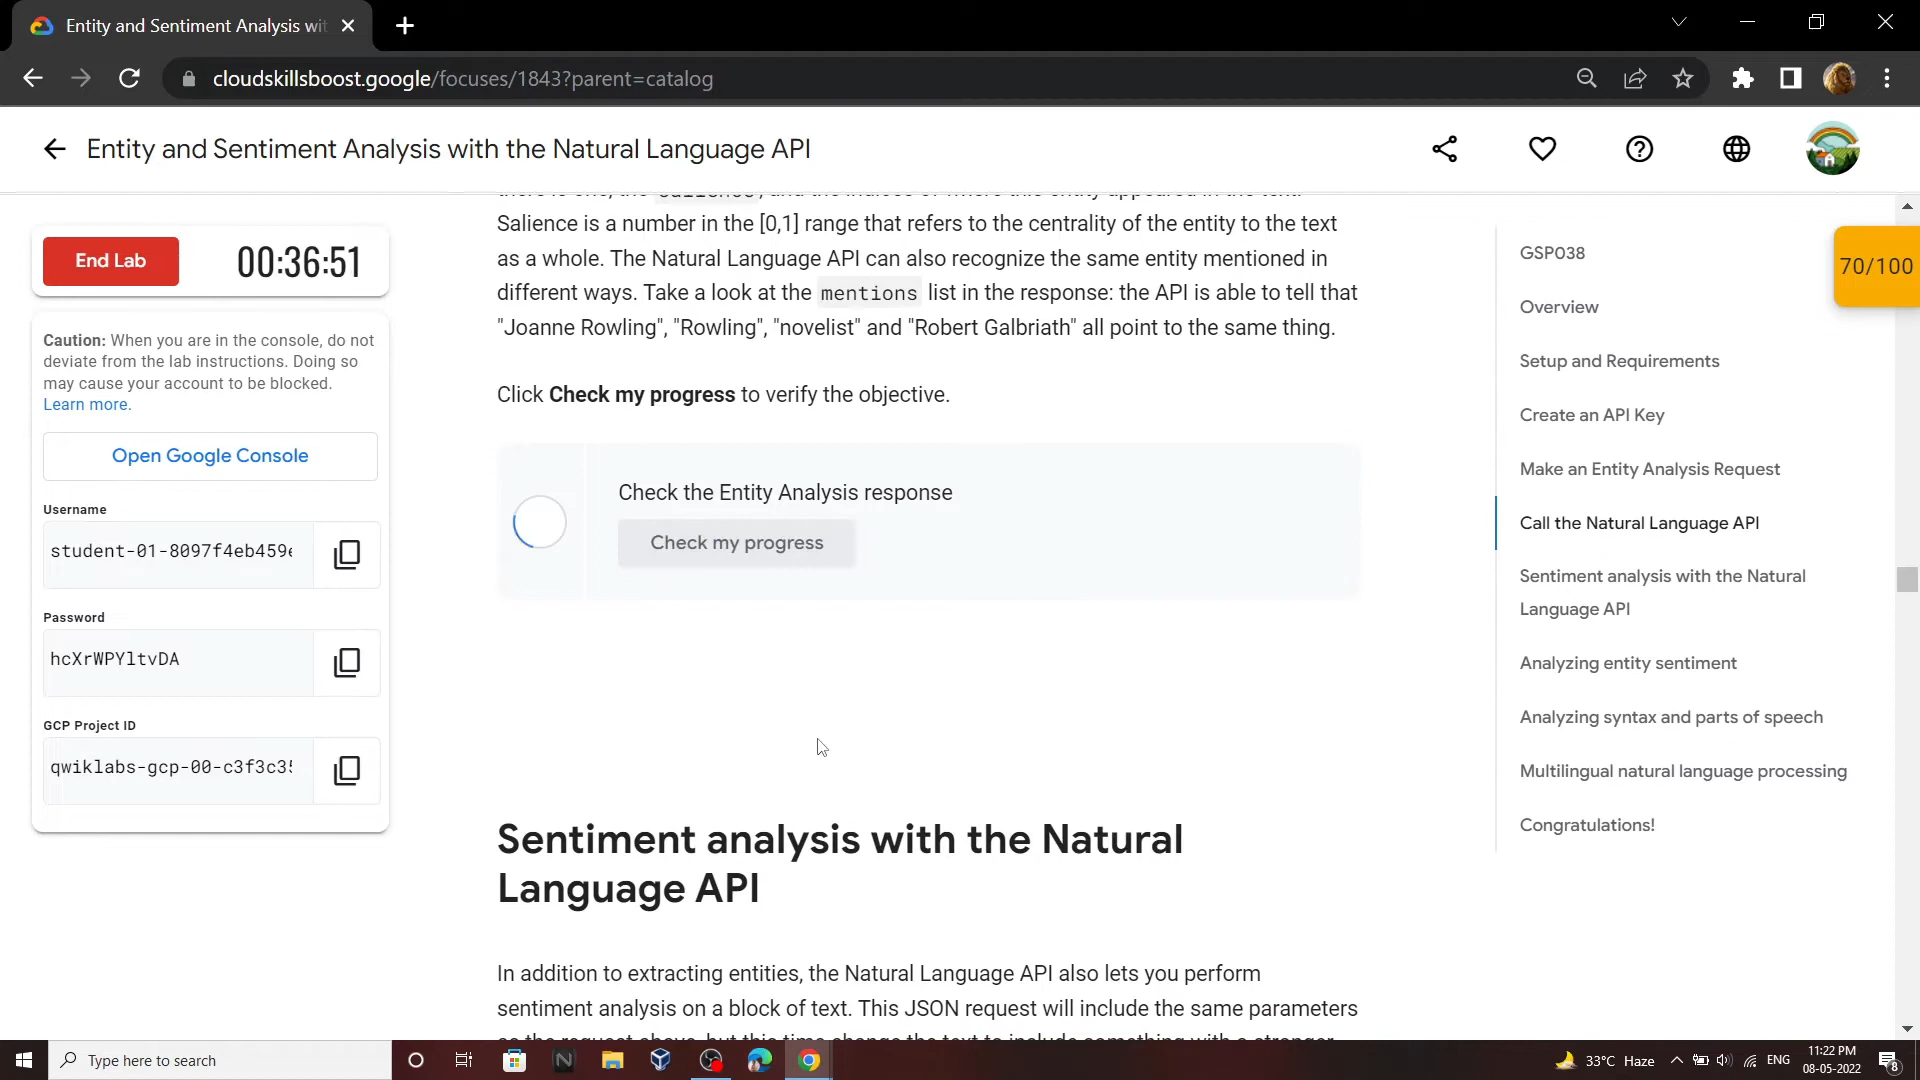 Entity and Sentiment Analysis wit
cloudskillsboost.google/focuses/1843?parent=catalog
Entity and Sentiment Analysis with the Natural Language API
End Lab
00:36:51
Caution: When you are in the console, do not
deviate from the lab instructions. Doing so
may cause your account to be blocked.
Learn more.
Open Google Console
Username
student-01-8097f4eb459e
Password
hcXrWPYltvDA
GCP Project ID
qwiklabs-gcp-00-c3f3c35
Salience is a number in the [0,1] range that refers to the centrality of the entity to the text
as a whole. The Natural Language API can also recognize the same entity mentioned in
different ways. Take a look at the mentions list in the response: the API is able to tell that
"Joanne Rowling", "Rowling", "novelist" and "Robert Galbriath" all point to the same thing.
Click Check my progress to verify the objective.
Check the Entity Analysis response
Check my progress
Sentiment analysis with the Natural
Language API
In addition to extracting entities, the Natural Language API also lets you perform
sentiment analysis on a block of text. This JSON request will include the same parameters
GSP038
Overview
Setup and Requirements
Create an API Key
Make an Entity Analysis Request
Call the Natural Language API
Sentiment analysis with the Natural
Language API
Analyzing entity sentiment
Analyzing syntax and parts of speech
Multilingual natural language processing
Congratulations!
70/100
Type here to search
33°C Haze
ENG
11:22 PM
08-05-2022
8